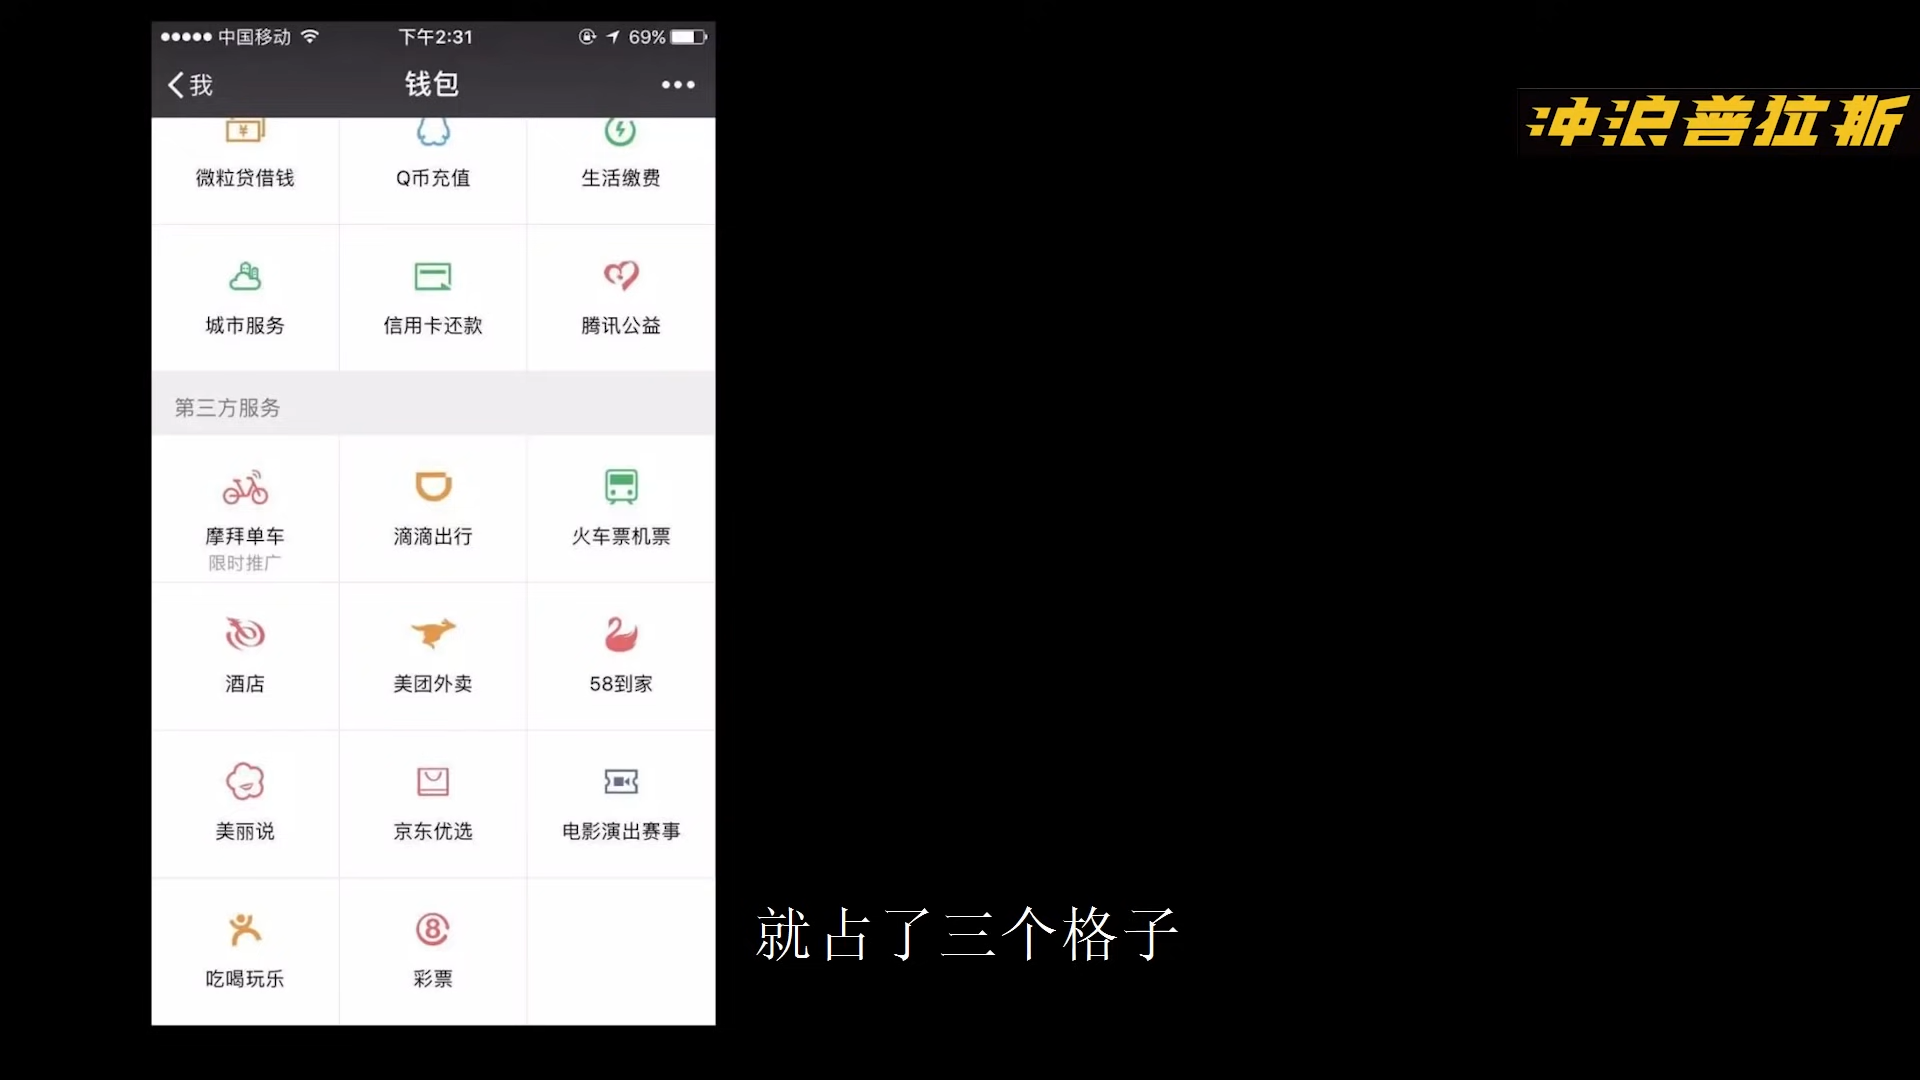 中国移动 下午2:31 69%
我 钱包
冲浪普拉斯
微粒贷借钱 Q币充值 生活缴费
城市服务 信用卡还款 腾讯公益
第三方服务
摩拜单车 滴滴出行 火车票机票
限时推广
酒店 美团外卖 58到家
美丽说 京东优选 电影演出赛事
就占了三个格子
吃喝玩乐 彩票